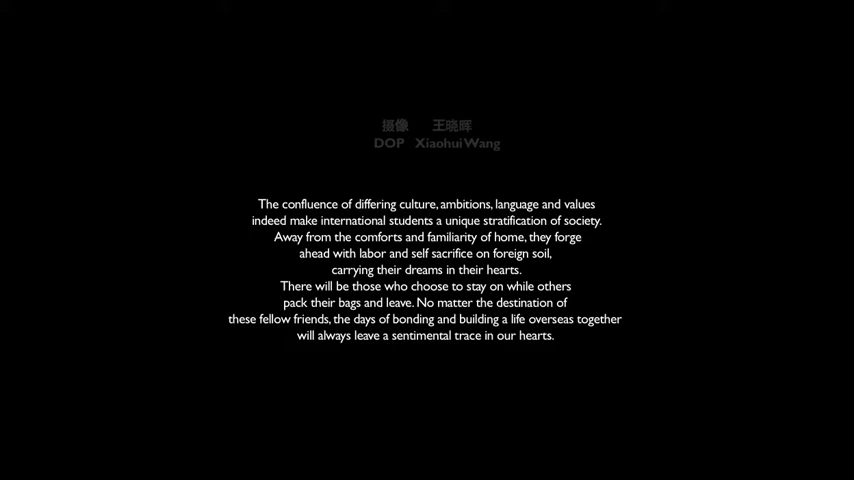 摄像 王晓晖
DOP Xiaohui Wang
The confluence of differing culture, ambitions, language and values
indeed make international students a unique stratification of society.
Away from the comforts and familiarity of home, they forge
ahead with labor and self sacrifice on foreign soil,
carrying their dreams in their hearts.
There will be those who choose to stay on while others
pack their bags and leave. No matter the destination of
these fellow friends, the days of bonding and building a life overseas together
will always leave a sentimental trace in our hearts.